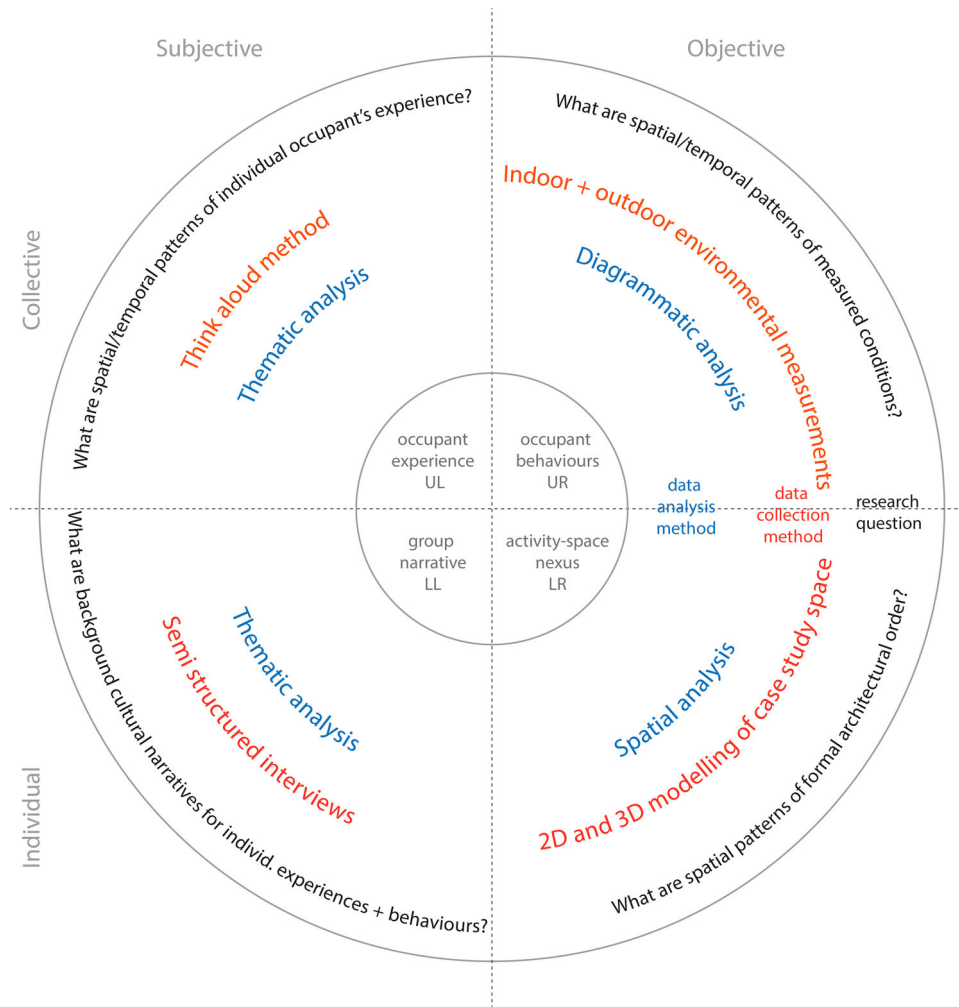 Subjective
Objective
Collective
Individual
What are spatial/temporal patterns of individual occupant's experience?
Think aloud method
Thematic analysis
What are spatial/temporal patterns of measured conditions?
Indoor + outdoor environmental measurements
Diagrammatic analysis
occupant
experience
UL
occupant
behaviours
UR
group
narrative
LL
activity-space
nexus
LR
data
analysis
method
data
collection
method
research
question
What are background cultural narratives for individ. experiences + behaviours?
Semi structured interviews
Thematic analysis
Spatial analysis
2D and 3D modelling of case study space
What are spatial patterns of formal architectural order?